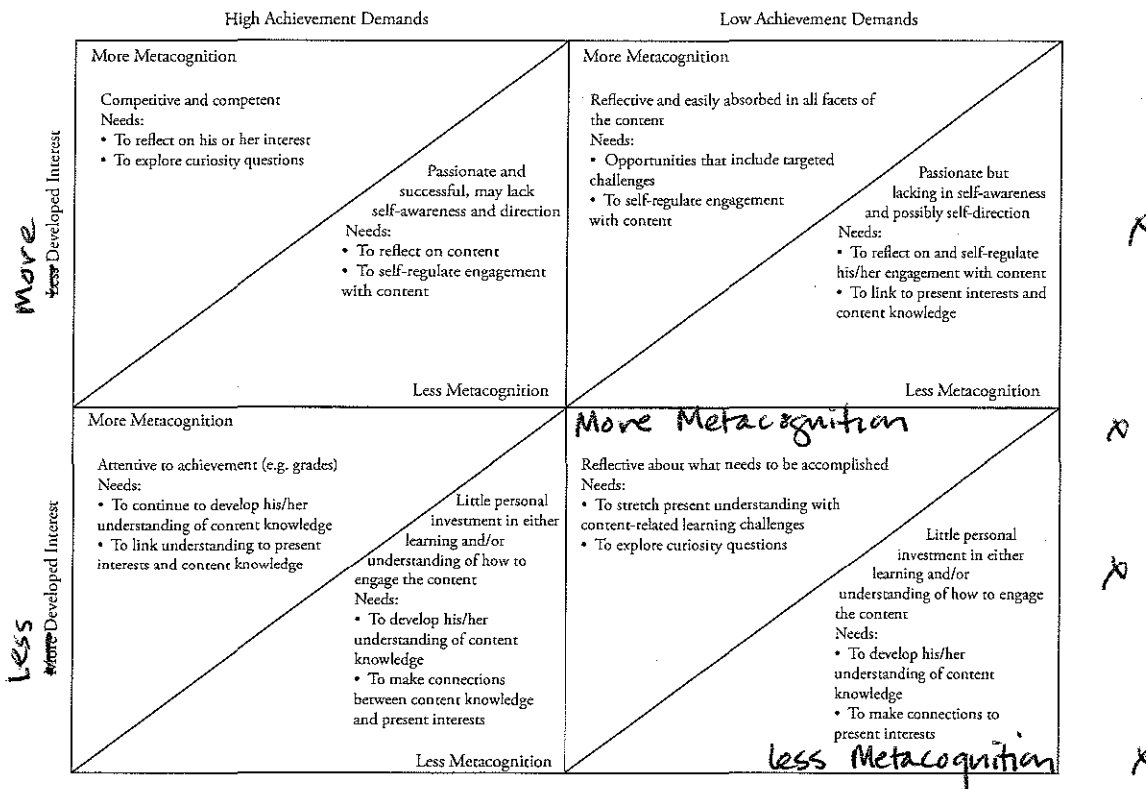 High Achievement Demands
Low Achievement Demands
More
Less Developed Interest
More Metacognition
Competitive and competent
Needs:
• To reflect on his or her interest
• To explore curiosity questions
Passionate and
successful, may lack
self-awareness and direction
Needs:
• To reflect on content
• To self-regulate engagement
with content
Less Metacognition
More Metacognition
Reflective and easily absorbed in all facets of
the content
Needs:
• Opportunities that include targeted
challenges
• To self-regulate engagement
with content
Passionate but
lacking in self-awareness
and possibly self-direction
Needs:
• To reflect on and self-regulate
his/her engagement with content
• To link to present interests and
content knowledge
Less Metacognition
Less
More Developed Interest
More Metacognition
Attentive to achievement (e.g. grades)
Needs:
• To continue to develop his/her
understanding of content knowledge
• To link understanding to present
interests and content knowledge
Little personal
investment in either
learning and/or
understanding of how to
engage the content
Needs:
• To develop his/her
understanding of content
knowledge
• To make connections
between content knowledge
and present interests
Less Metacognition
More Metacognition
Reflective about what needs to be accomplished
Needs:
• To stretch present understanding with
content-related learning challenges
• To explore curiosity questions
Little personal
investment in either
learning and/or
understanding of how to engage
the content
Needs:
• To develop his/her
understanding of content
knowledge
• To make connections to
present interests
less Metacognition